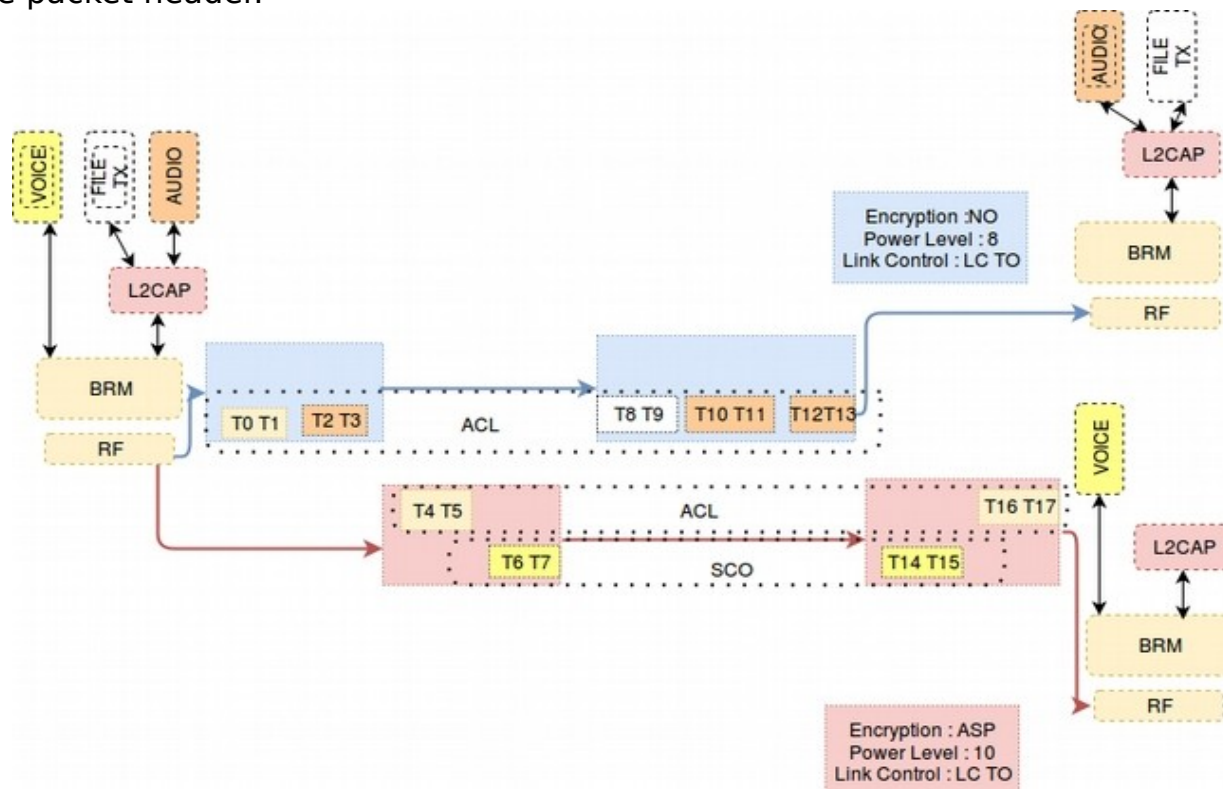 e packet header.
AUDIO
FILE
TX
L2CAP
VOICE
FILE
TX
AUDIO
Encryption :NO
Power Level : 8
Link Control : LC TO
BRM
L2CAP
RF
BRM
T0 T1
T2 T3
ACL
T8 T9
T10 T11
T12T13
RF
VOICE
T4 T5
ACL
T16 T17
T6 T7
SCO
T14 T15
L2CAP
BRM
RF
Encryption : ASP
Power Level : 10
Link Control : LC TO